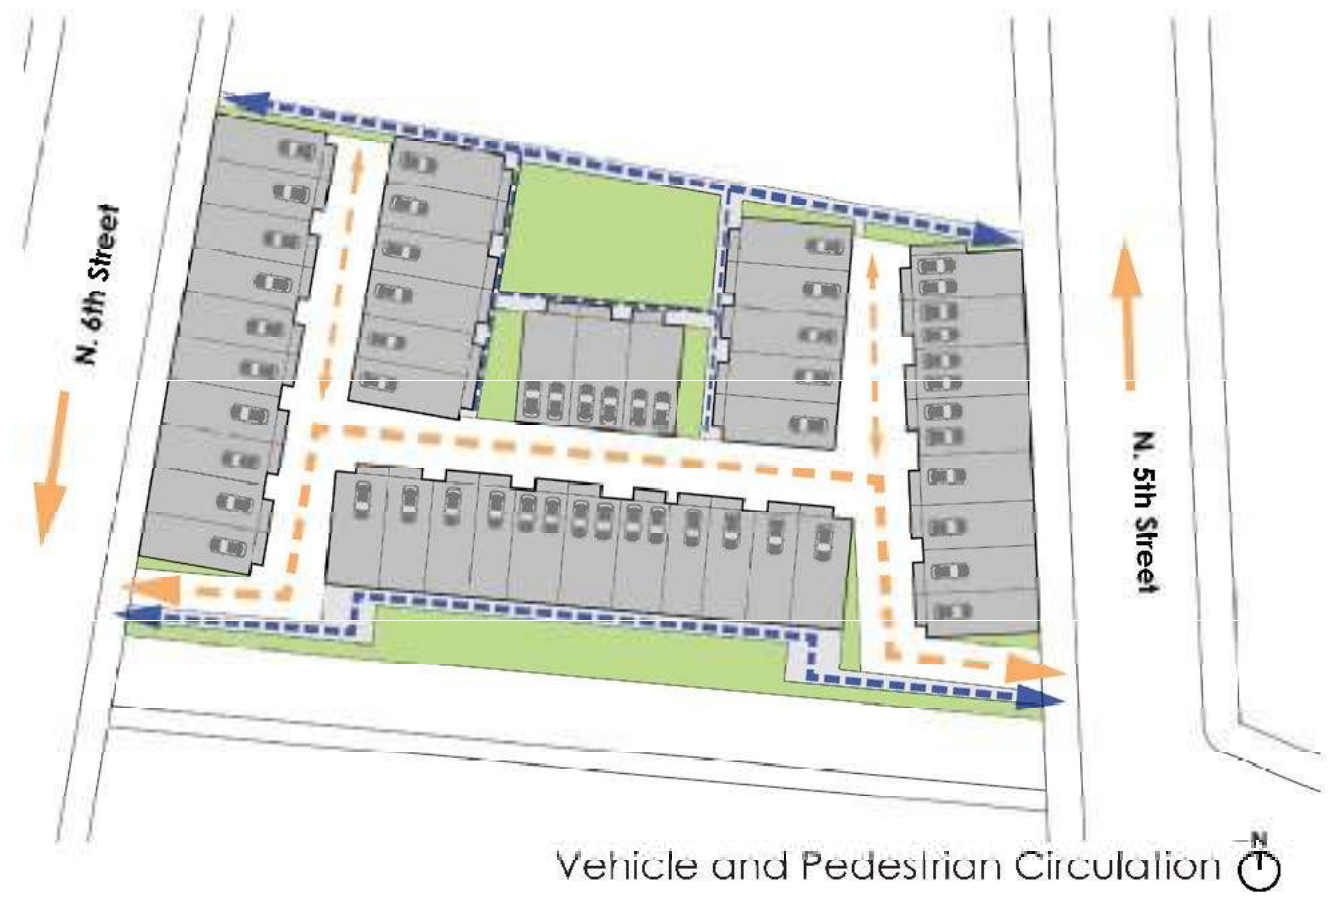 N. 6th Street
N. 5th Street
Vehicle and Pedestrian Circulation
N